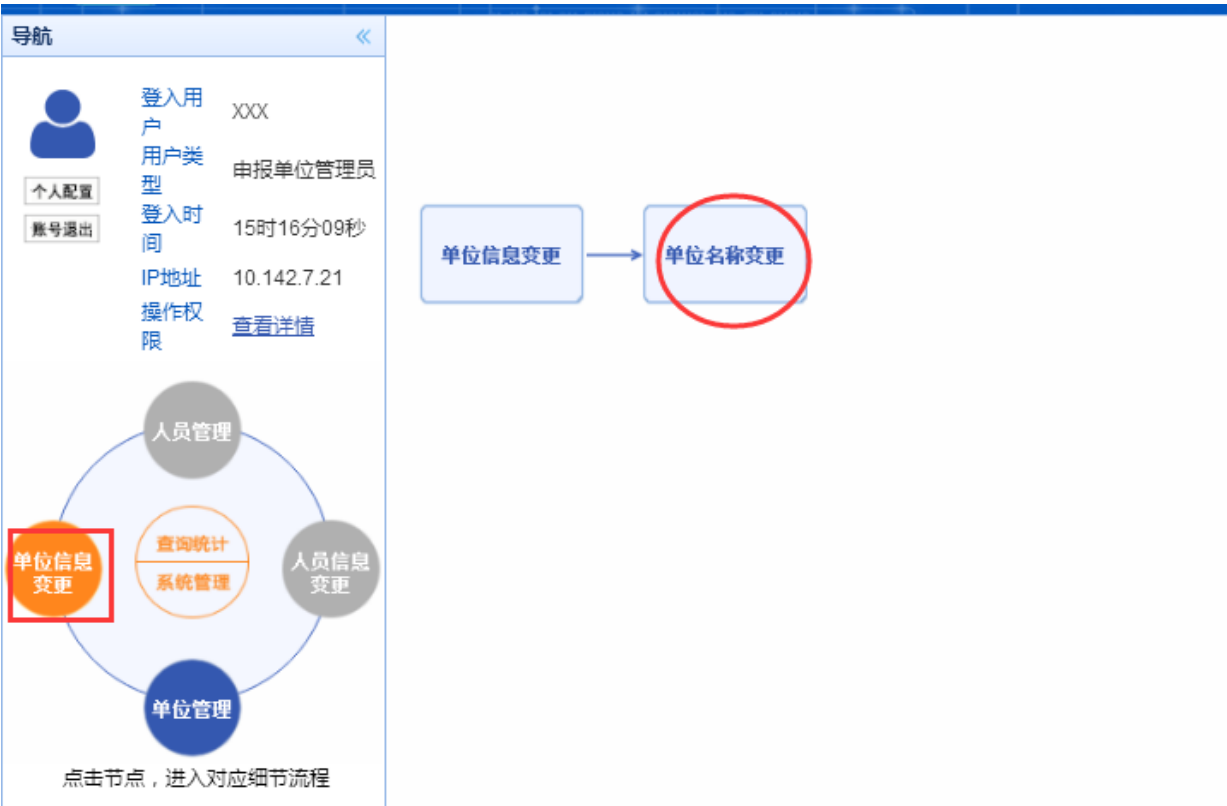 导航
登入用
户
XXX
用户类
型
申报单位管理员
个人配置
登入时
间
15时16分09秒
账号退出
IP地址
10.142.7.21
操作权
限
查看详情
单位信息变更
单位名称变更
人员管理
查询统计
系统管理
单位信息
变更
人员信息
变更
单位管理
点击节点，进入对应细节流程